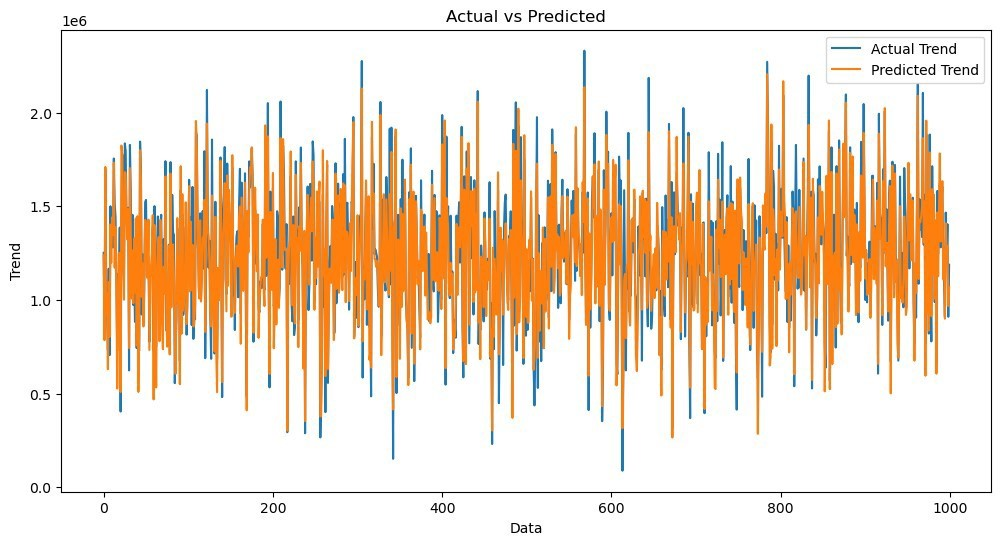 Actual vs Predicted
1e6
Actual Trend
Predicted Trend
2.0
1.5
1.0
0.5
0.0
Trend
0
200
400
600
800
1000
Data